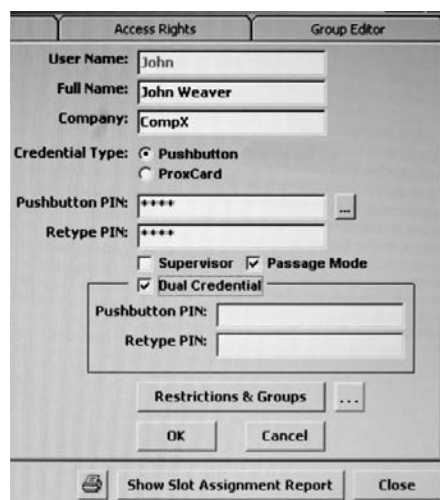 Access Rights Group Editor
User Name: John
Full Name: John Weaver
Company: CompX
Credential Type: Pushbutton
ProxCard
Pushbutton PIN: **** ...
Retype PIN: ****
Supervisor Passage Mode
Dual Credential
Pushbutton PIN:
Retype PIN:
Restrictions & Groups ...
OK Cancel
Show Slot Assignment Report Close